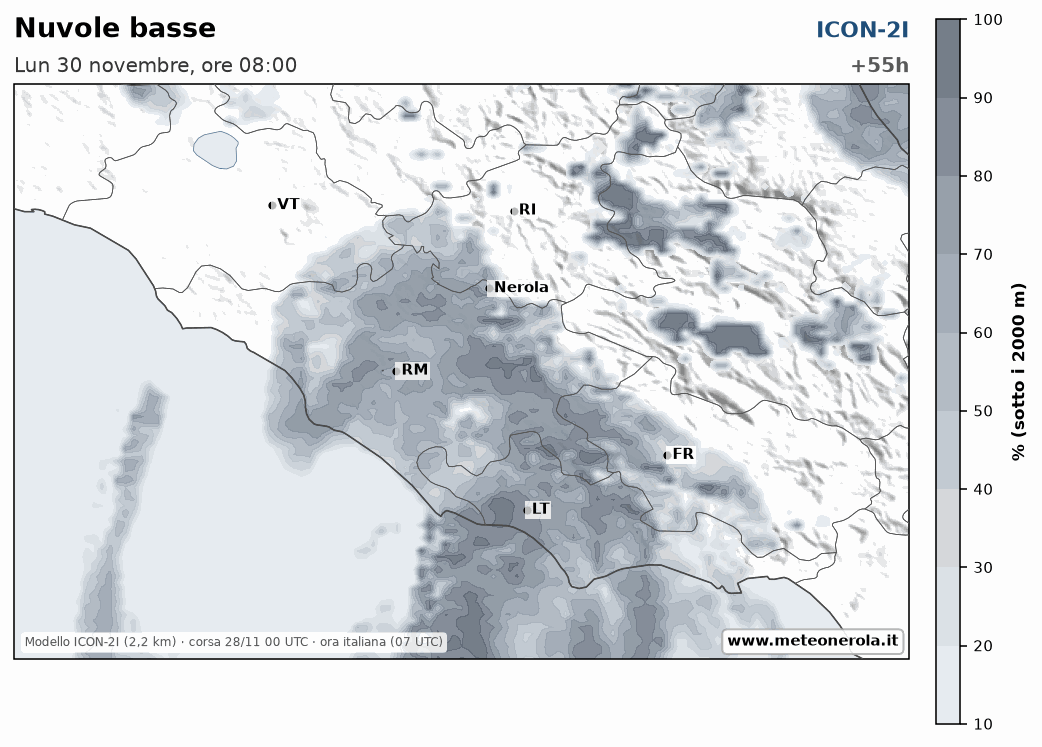 Nuvole basse
ICON-2I
Lun 30 novembre, ore 08:00
+55h
VT
RI
Nerola
RM
FR
LT
Modello ICON-2I (2,2 km) · corsa 28/11 00 UTC · ora italiana (07 UTC)
www.meteonerola.it
100
90
80
70
60
50
40
30
20
10
% (sotto i 2000 m)